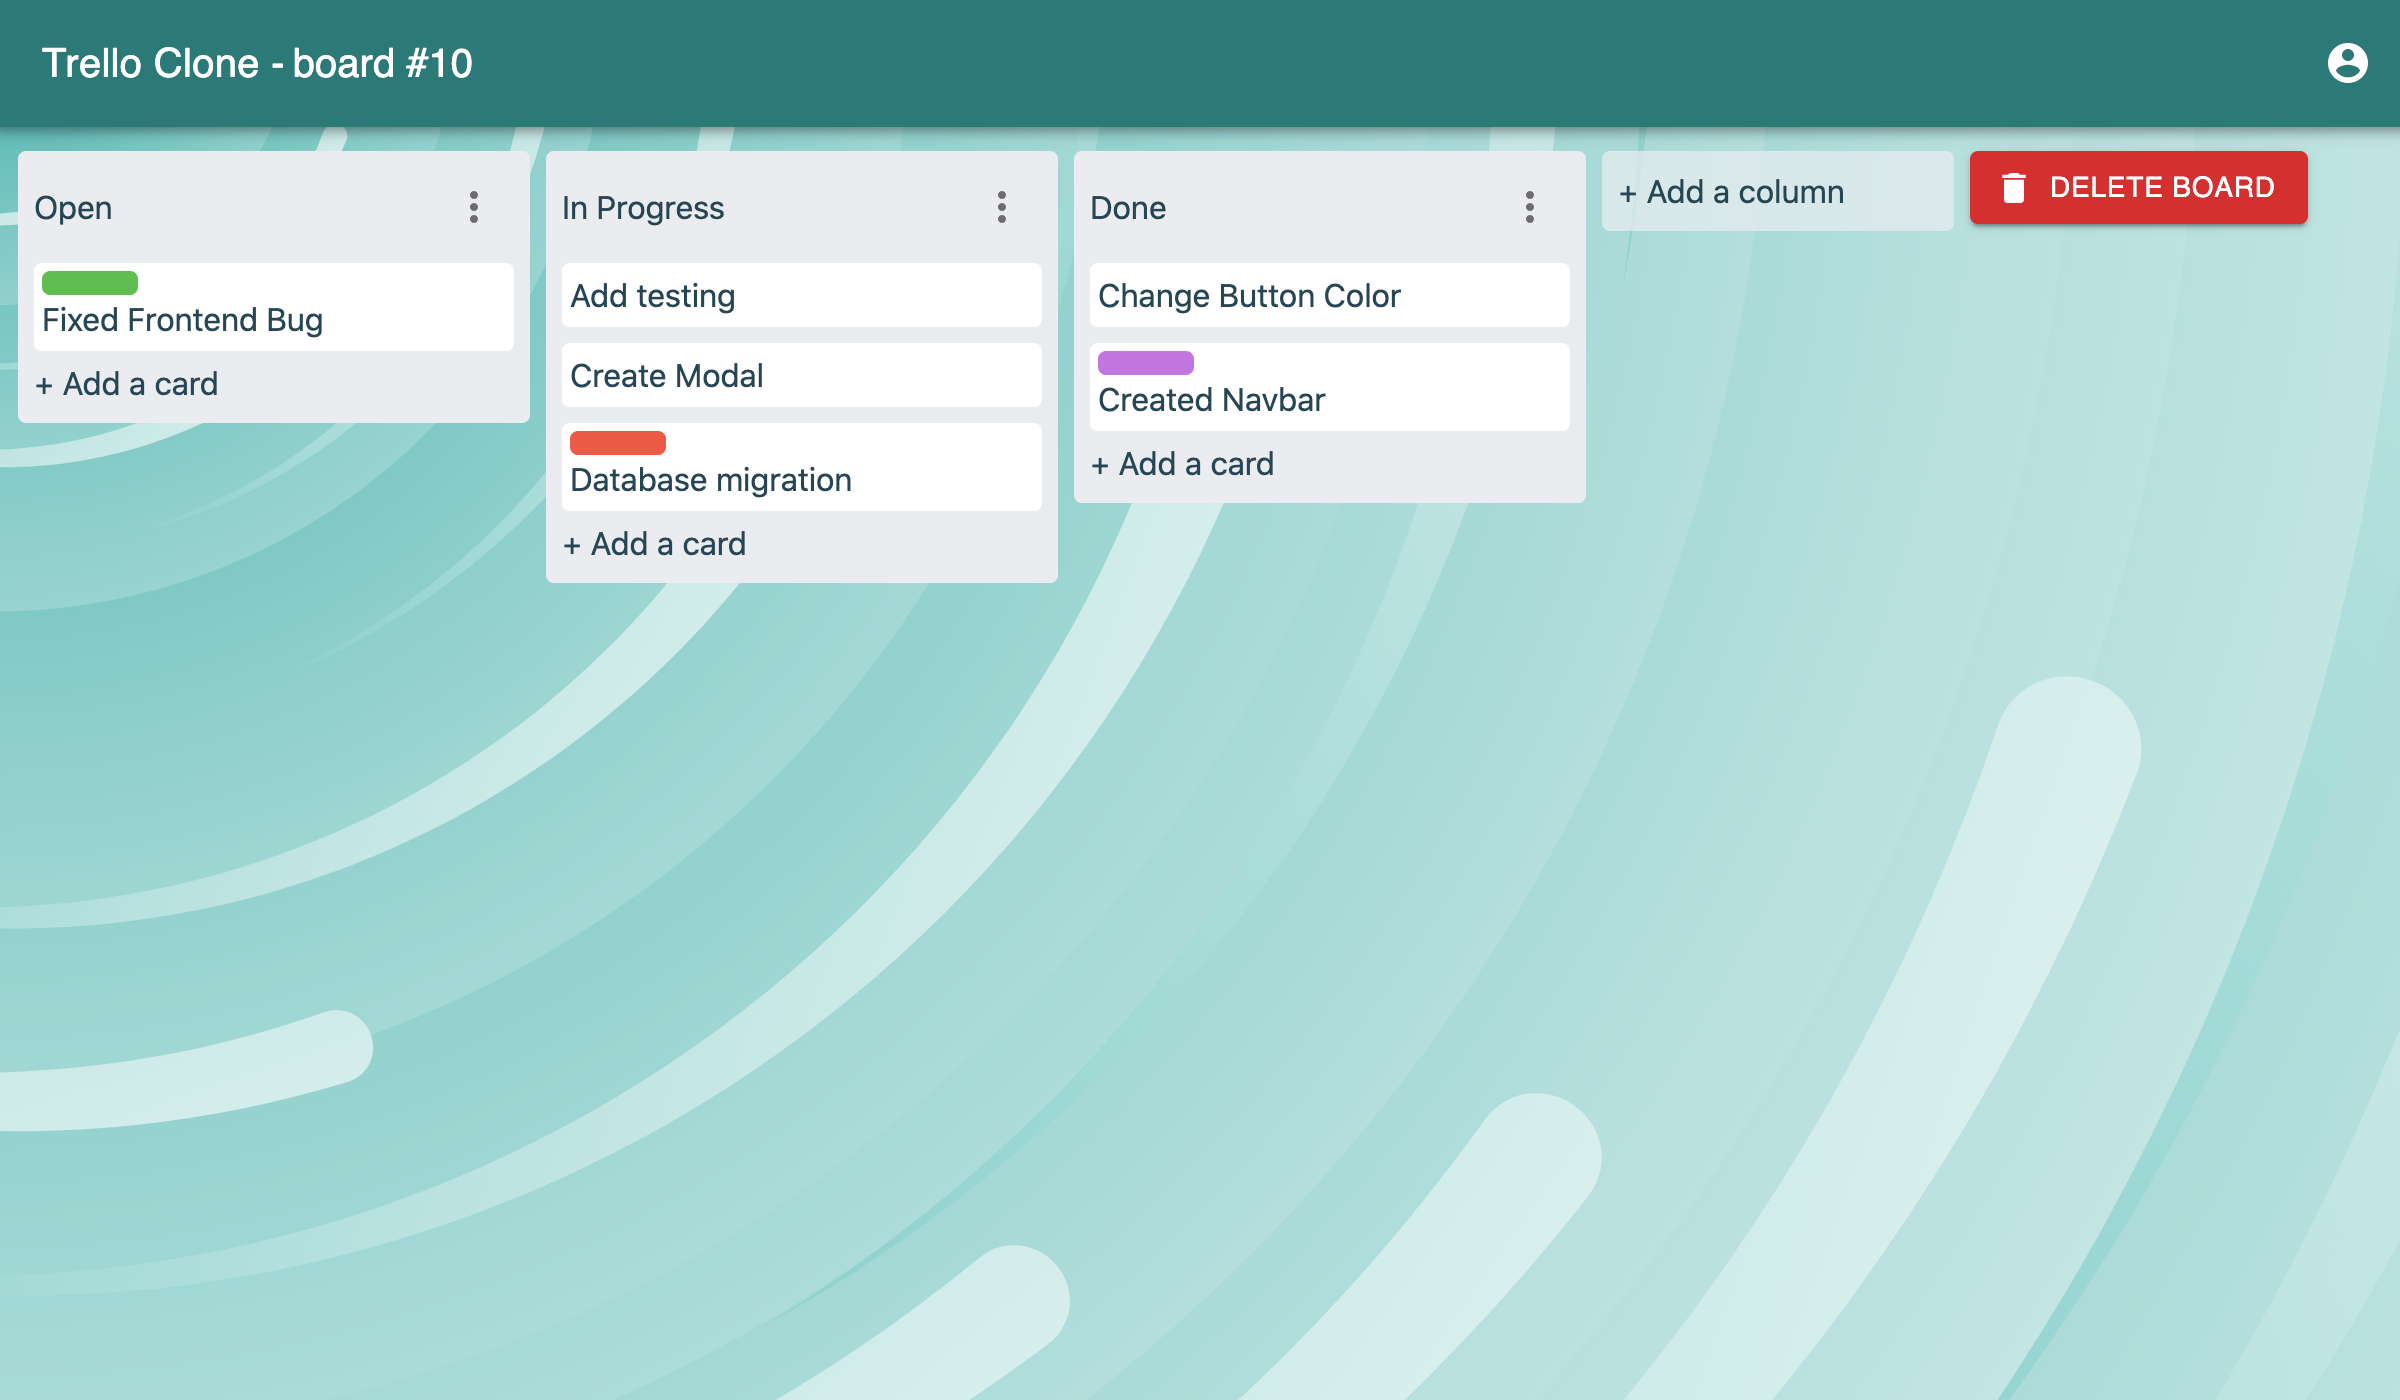 Trello Clone - board #10
Open
Fixed Frontend Bug
+ Add a card
In Progress
Add testing
Create Modal
Database migration
+ Add a card
Done
Change Button Color
Created Navbar
+ Add a card
+ Add a column
DELETE BOARD